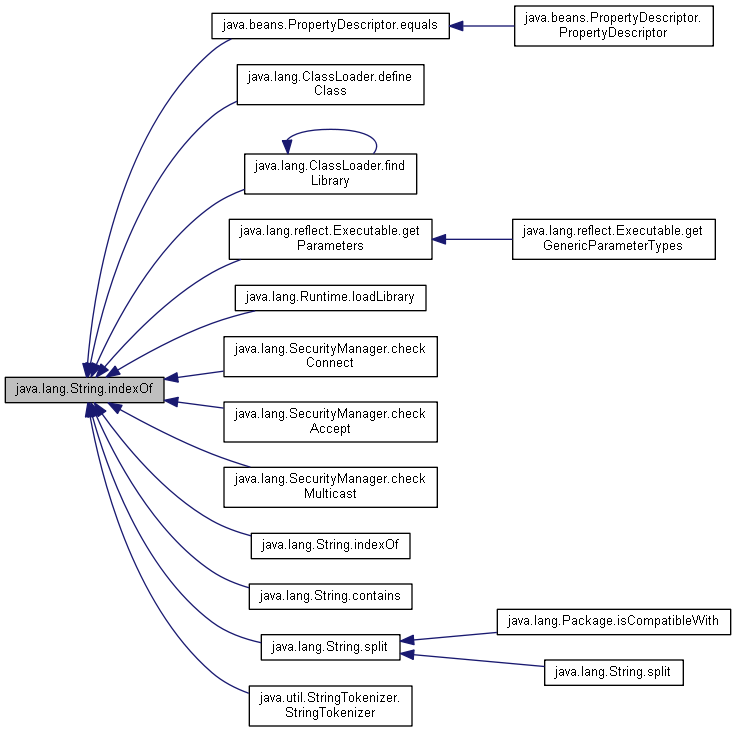 java.beans.PropertyDescriptor.equals
java.beans.PropertyDescriptor.
PropertyDescriptor
java.lang.ClassLoader.define
Class
java.lang.ClassLoader.find
Library
java.lang.reflect.Executable.get
Parameters
java.lang.reflect.Executable.get
GenericParameterTypes
java.lang.Runtime.loadLibrary
java.lang.SecurityManager.check
Connect
java.lang.String.indexOf
java.lang.SecurityManager.check
Accept
java.lang.SecurityManager.check
Multicast
java.lang.String.indexOf
java.lang.String.contains
java.lang.String.split
java.lang.Package.isCompatibleWith
java.lang.String.split
java.util.StringTokenizer.
StringTokenizer